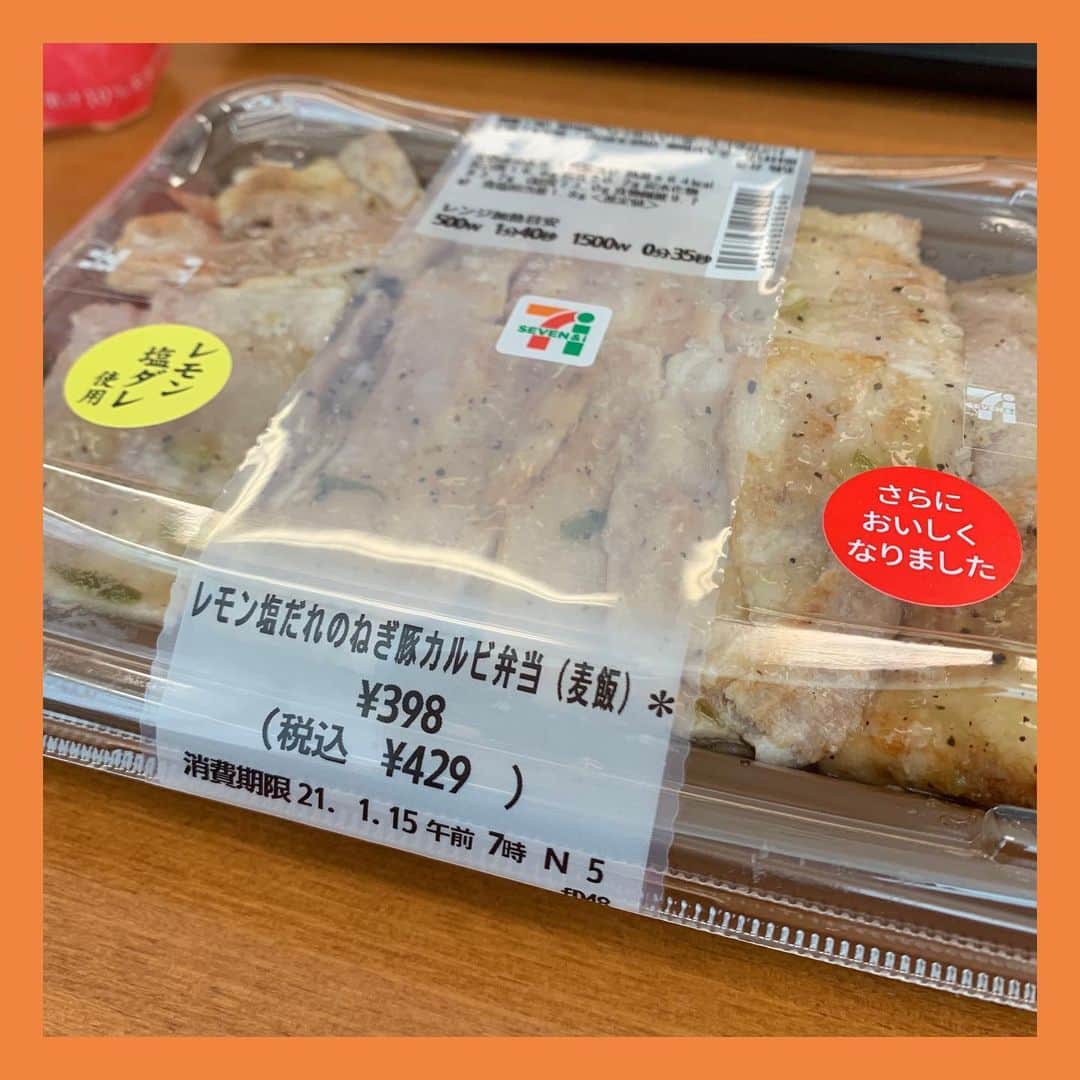 レンジ加熱目安
500W 1分40秒 1500W 0分35秒
SEVEN&i
レモン
塩ダレ
使用
さらに
おいしく
なりました
レモン塩だれのねぎ豚カルビ弁当(麦飯)*
¥398
(税込 ¥429 )
消費期限 21. 1.15 午前 7時 N 5